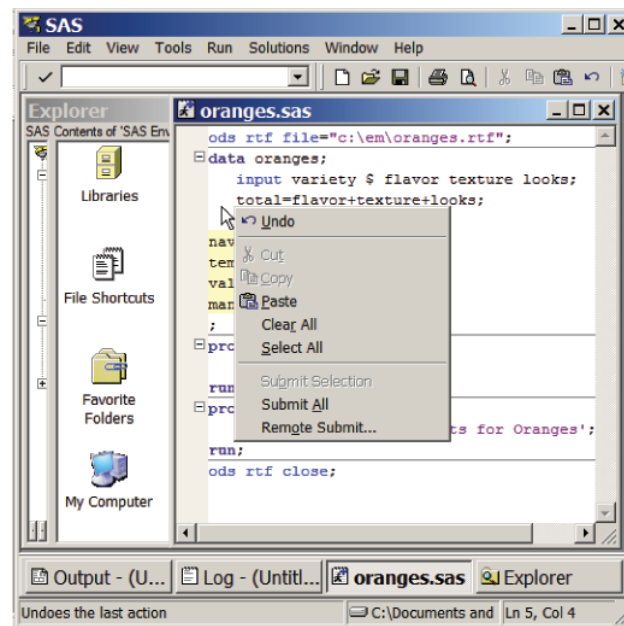 SAS
File Edit View Tools Run Solutions Window Help
Explorer
SAS Contents of 'SAS Env
Libraries
File Shortcuts
Favorite
Folders
My Computer
oranges.sas
ods rtf file="c:\em\oranges.rtf";
data oranges;
input variety $ flavor texture looks;
total=flavor+texture+looks;
nav
tem
val
man
;
proc
run
proc
ts for Oranges';
run;
ods rtf close;
Undo
Cut
Copy
Paste
Clear All
Select All
Submit Selection
Submit All
Remote Submit...
Output - (U... Log - (Untitl... oranges.sas Explorer
Undoes the last action C:\Documents and Ln 5, Col 4